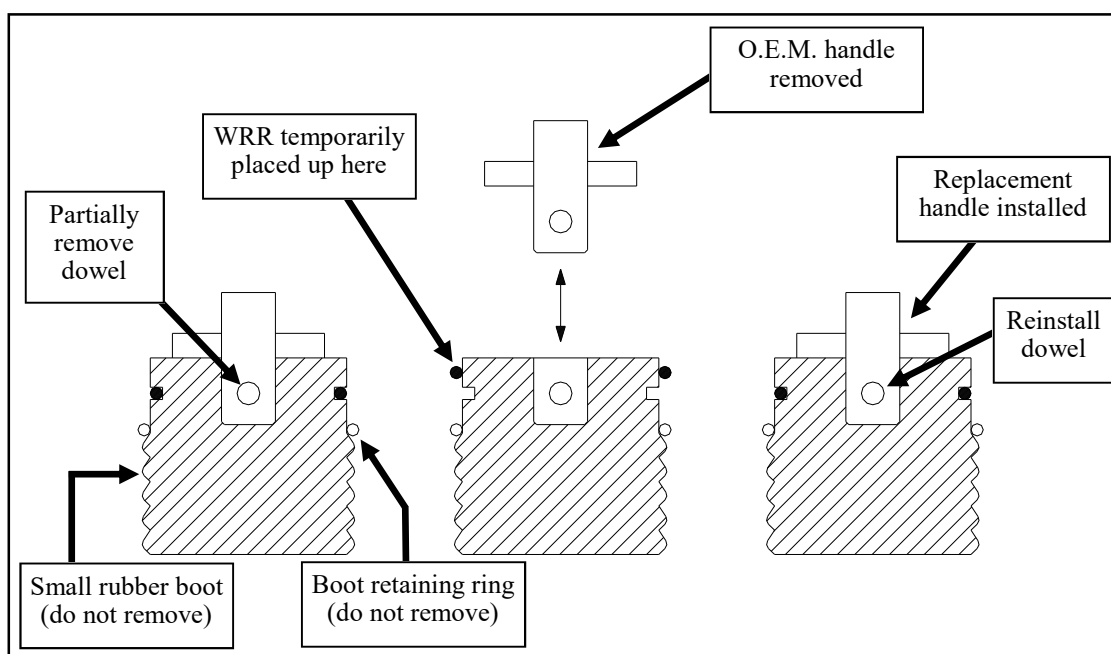 O.E.M. handle
removed
WRR temporarily
placed up here
Partially
remove
dowel
Replacement
handle installed
Reinstall
dowel
Small rubber boot
(do not remove)
Boot retaining ring
(do not remove)